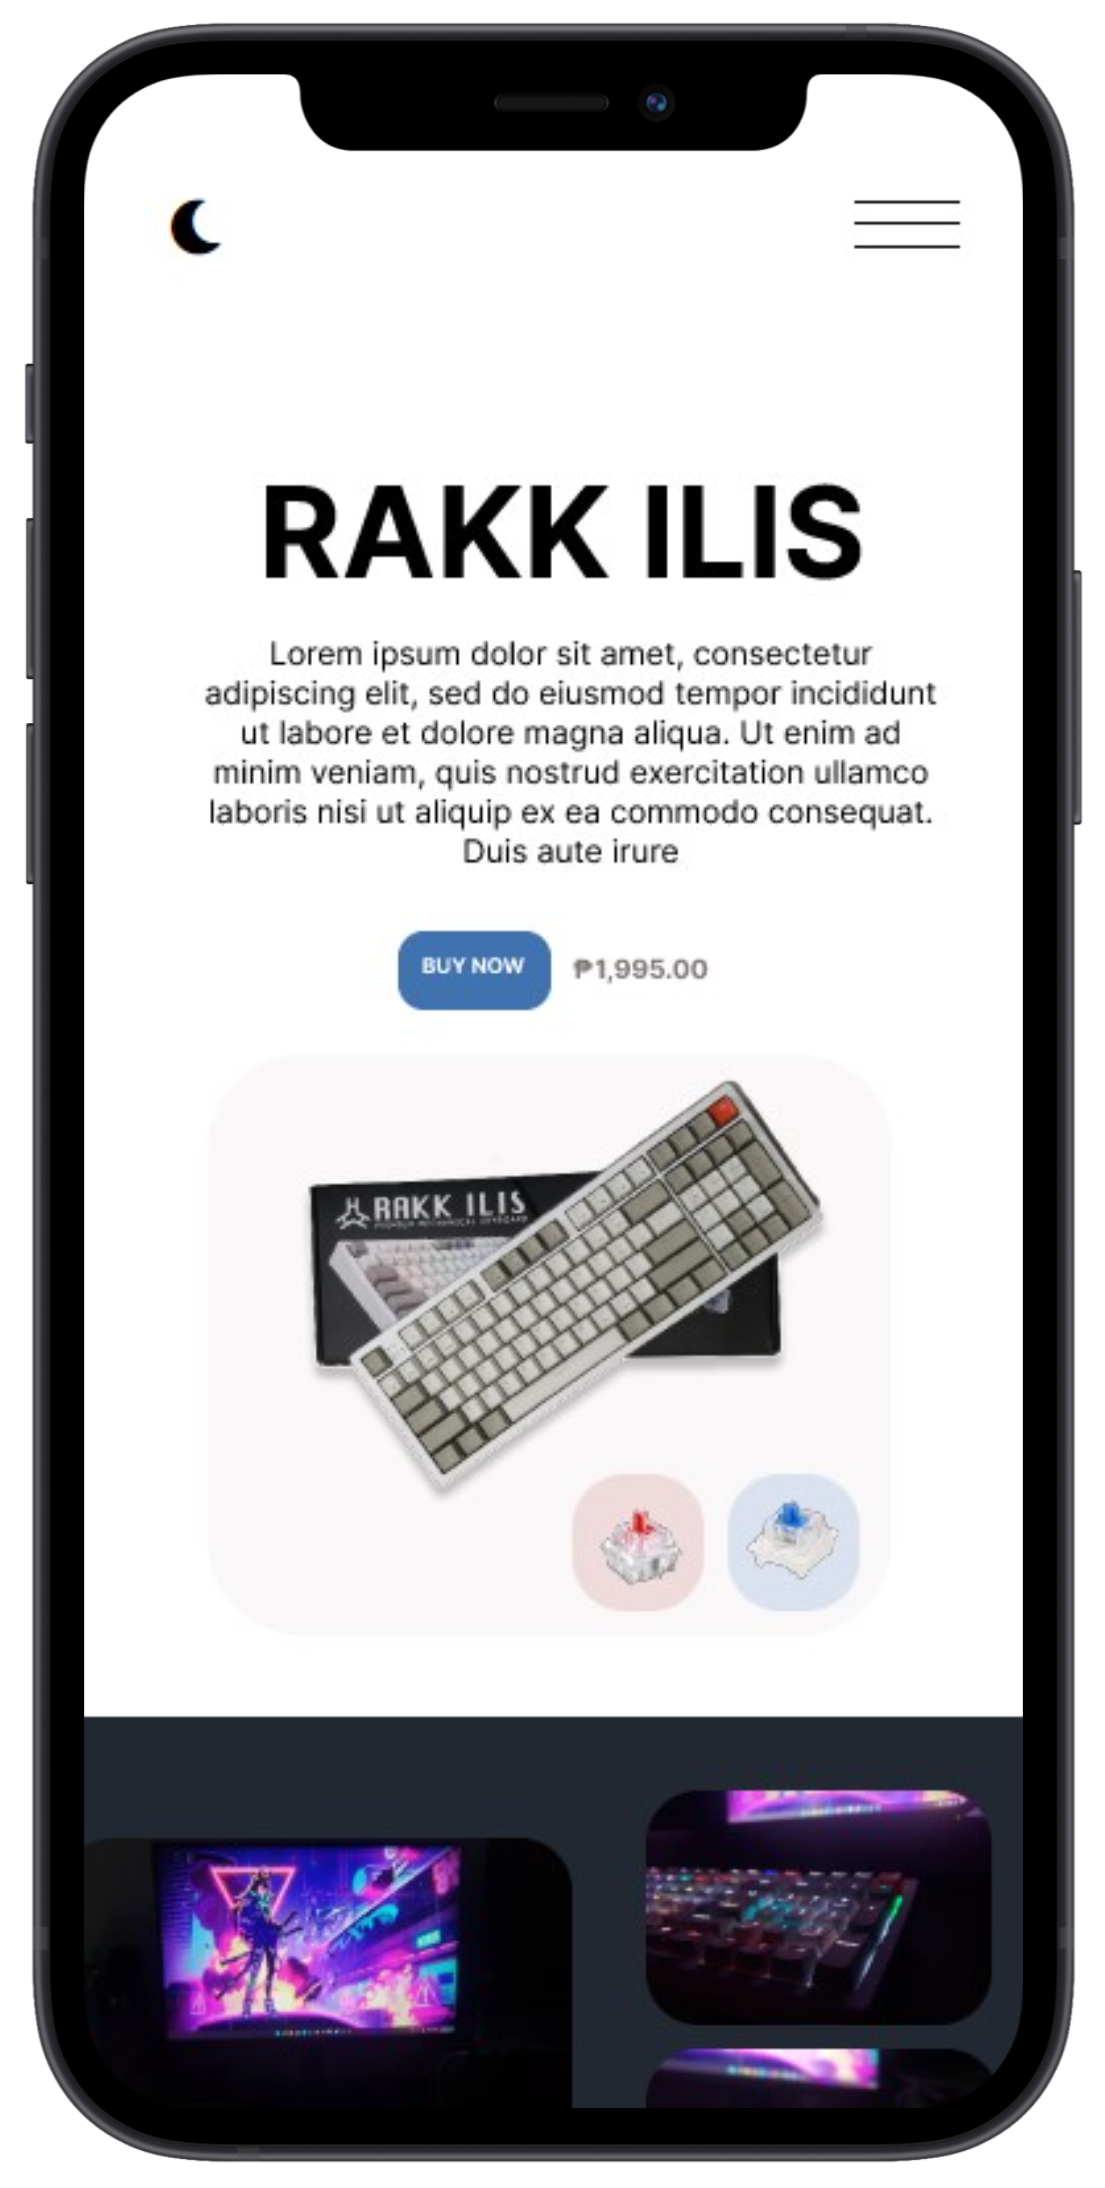 RAKK ILIS
Lorem ipsum dolor sit amet, consectetur
adipiscing elit, sed do eiusmod tempor incididunt
ut labore et dolore magna aliqua. Ut enim ad
minim veniam, quis nostrud exercitation ullamco
laboris nisi ut aliquip ex ea commodo consequat.
Duis aute irure
BUY NOW ₱1,995.00
RAKK ILIS